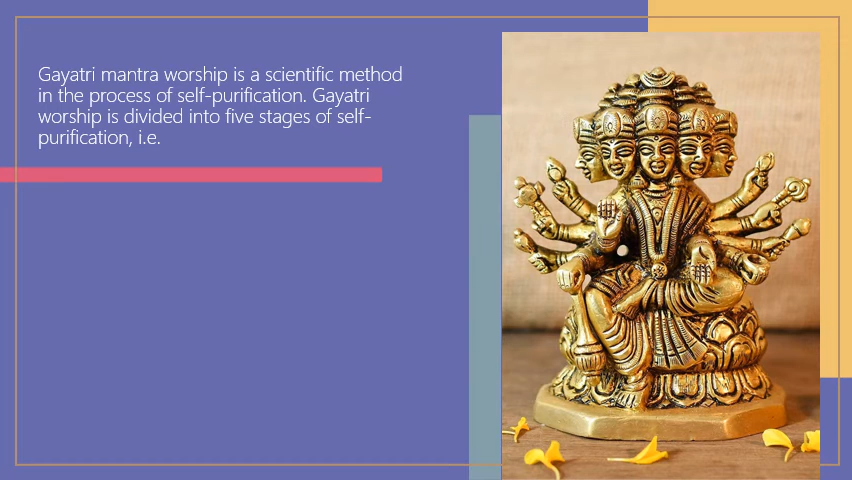 Gayatri mantra worship is a scientific method
in the process of self-purification. Gayatri
worship is divided into five stages of self-
purification, i.e.